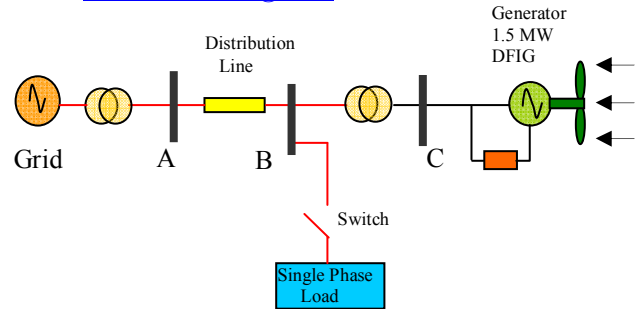 Generator
1.5 MW
DFIG
Distribution
Line
Grid
A
B
C
Switch
Single Phase
Load